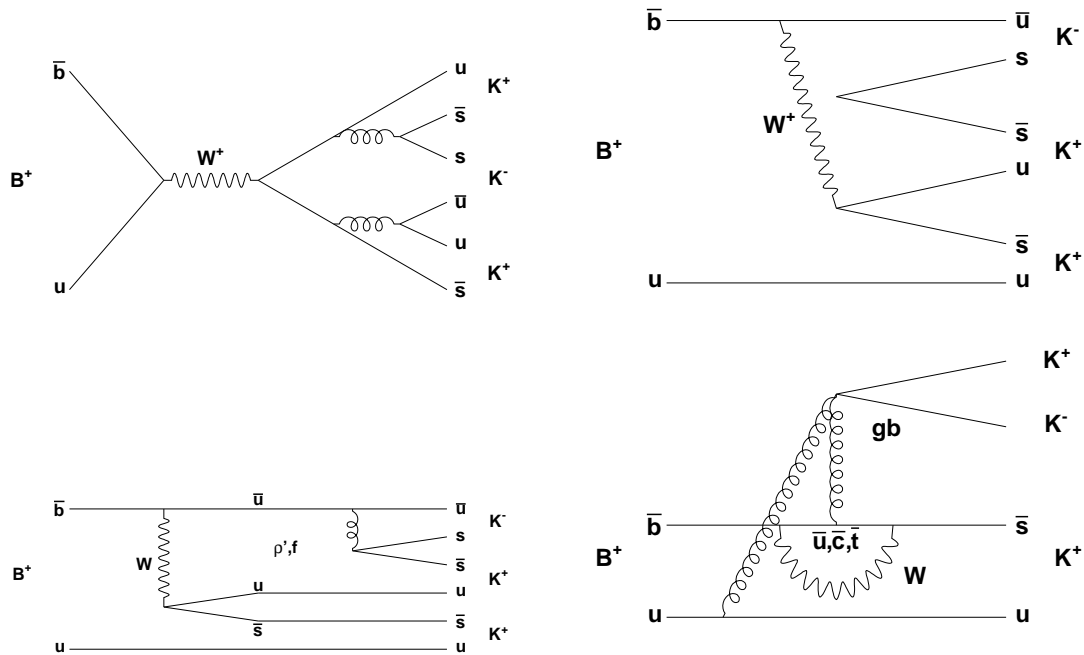 b̅
u
K⁺
s̅
W⁺
s
B⁺
K⁻
u̅
u
K⁺
u
s̅
b̅
u̅
K⁻
s
W⁺
s̅
B⁺
K⁺
u
s̅
K⁺
u
u
b̅
u̅
u̅
K⁻
s
ρ',f
s̅
W
B⁺
K⁺
u
u
s̅
s̅
K⁺
u
u
K⁺
gb
K⁻
b̅
s̅
u̅,c̅,t̅
B⁺
K⁺
W
u
u